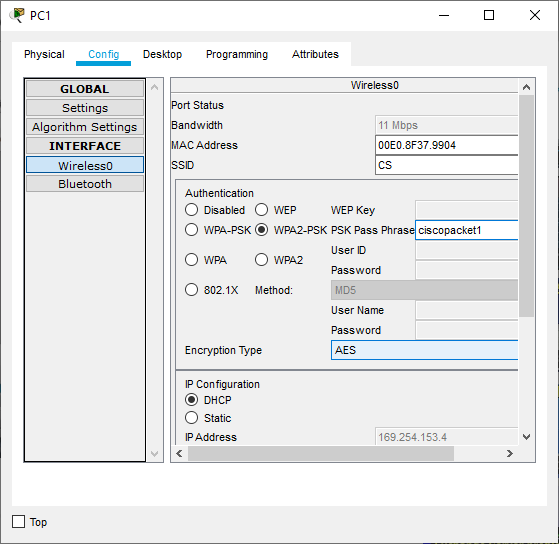 PC1
Physical Config Desktop Programming Attributes
GLOBAL
Settings
Algorithm Settings
INTERFACE
Wireless0
Bluetooth
Wireless0
Port Status
Bandwidth 11 Mbps
MAC Address 00E0.8F37.9904
SSID CS
Authentication
Disabled WEP WEP Key
WPA-PSK WPA2-PSK PSK Pass Phrase ciscopacket1
User ID
WPA WPA2
Password
802.1X Method: MD5
User Name
Password
Encryption Type AES
IP Configuration
DHCP
Static
IP Address 169.254.153.4
Top